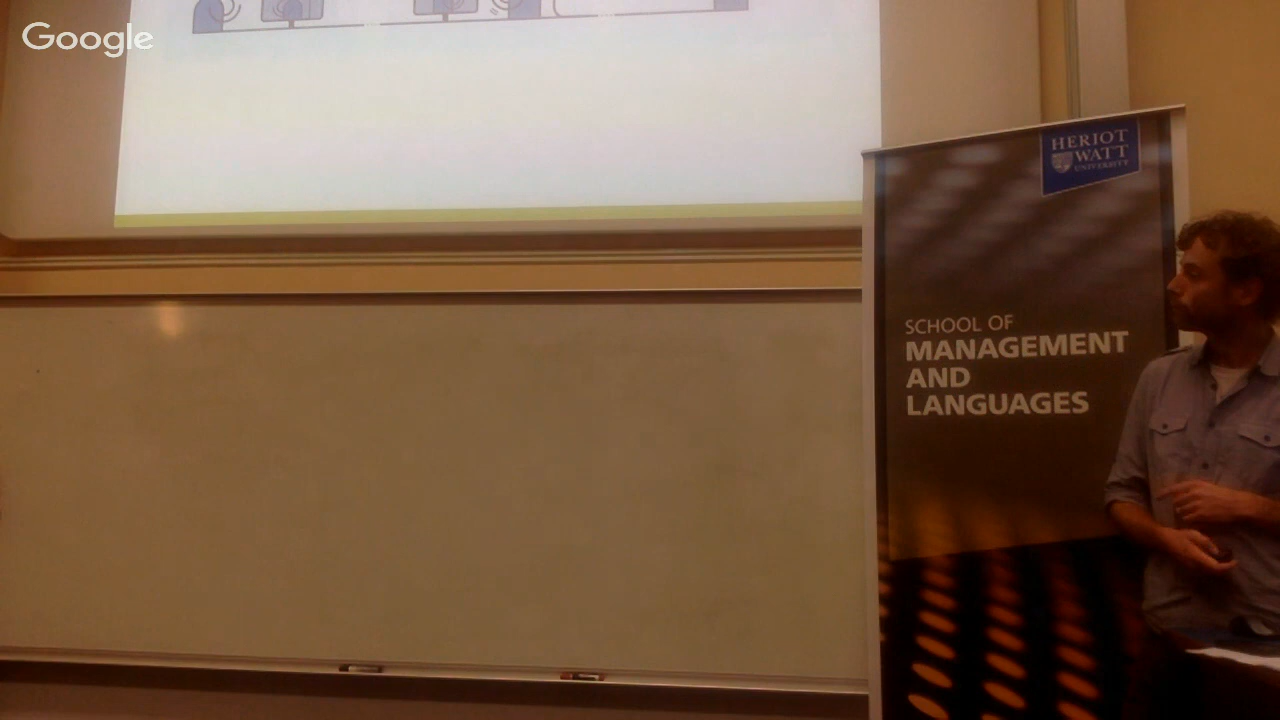 Google
HERIOT
WATT
UNIVERSITY
SCHOOL OF
MANAGEMENT
AND
LANGUAGES